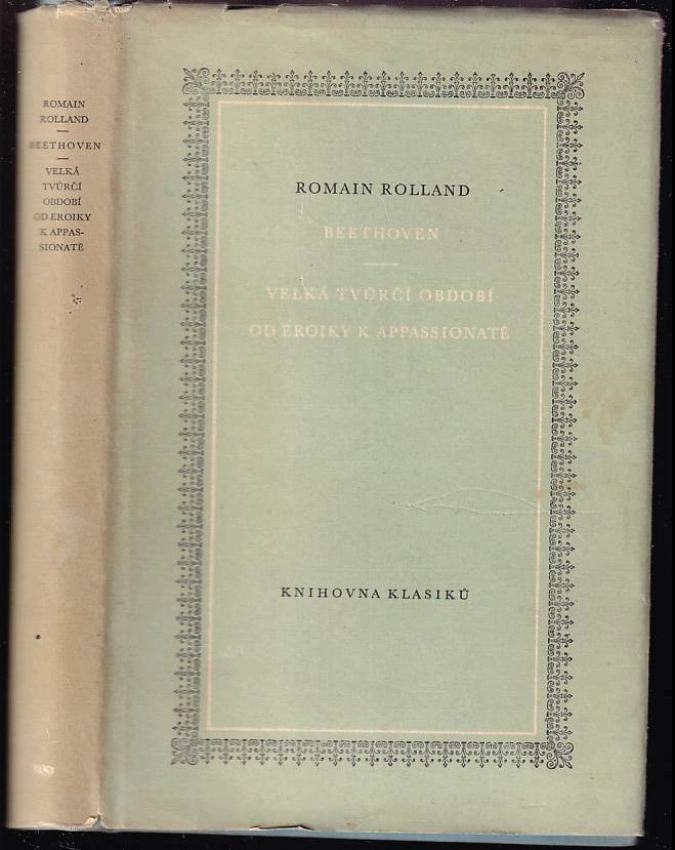 ROMAIN
ROLLAND
BEETHOVEN
VELKÁ
TVŮRČÍ
OBDOBÍ
OD EROIKY
K APPAS-
SIONATĚ
ROMAIN ROLLAND
BEETHOVEN
VELKÁ TVŮRČÍ OBDOBÍ
OD EROIKY K APPASSIONATĚ
KNIHOVNA KLASIKŮ